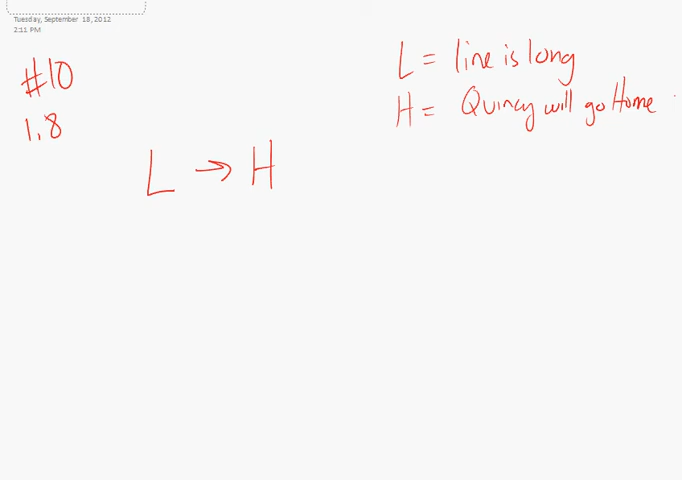 Tuesday, September 18, 2012
2:11 PM
#10
1.8
L = line is long
H = Quincy will go Home
L → H